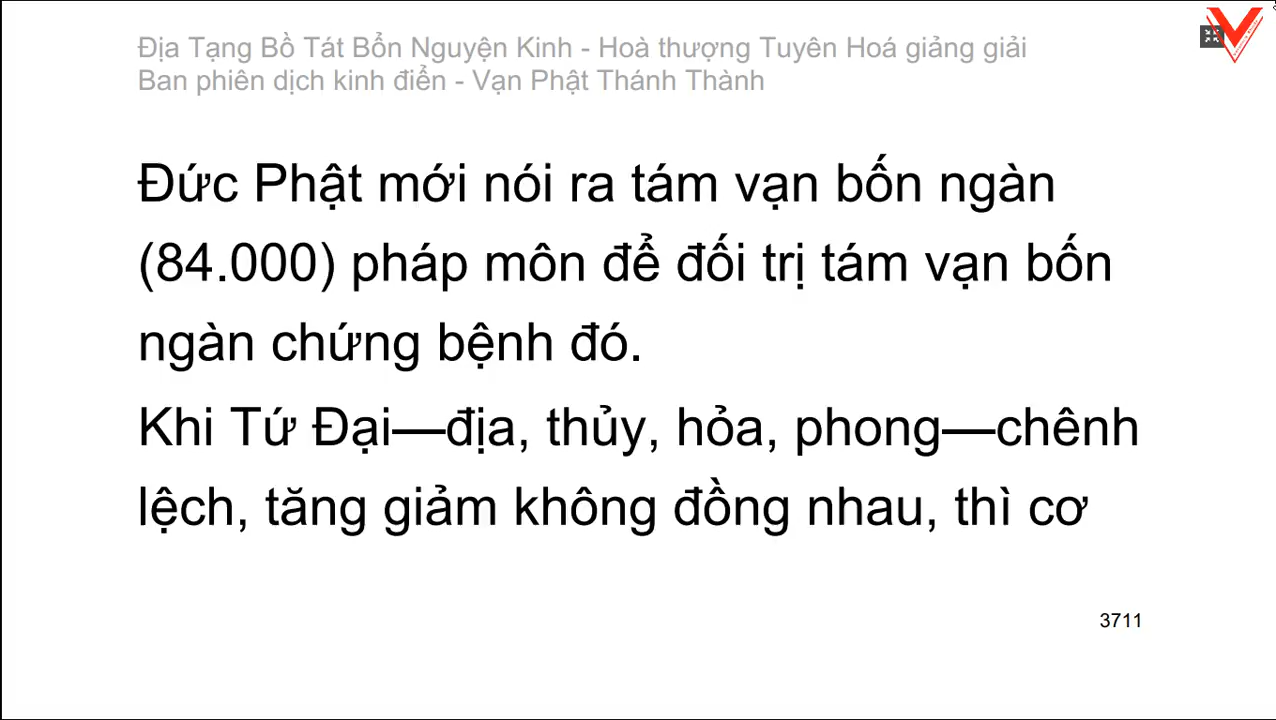 Địa Tạng Bồ Tát Bổn Nguyện Kinh - Hoà thượng Tuyên Hoá giảng giải
Ban phiên dịch kinh điển - Vạn Phật Thánh Thành
Đức Phật mới nói ra tám vạn bốn ngàn
(84.000) pháp môn để đối trị tám vạn bốn
ngàn chứng bệnh đó.
Khi Tứ Đại—địa, thủy, hỏa, phong—chênh
lệch, tăng giảm không đồng nhau, thì cơ
3711